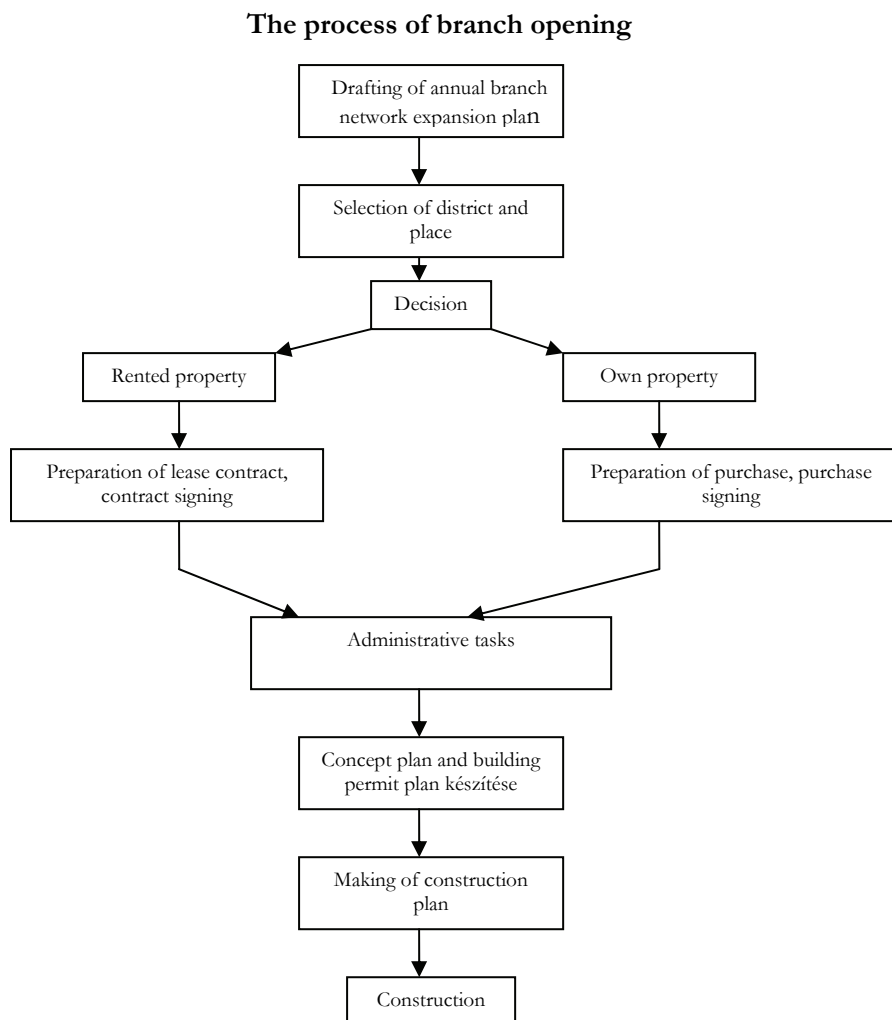 The process of branch opening
Drafting of annual branch
network expansion plan
Selection of district and
place
Decision
Rented property
Own property
Preparation of lease contract,
contract signing
Preparation of purchase, purchase
signing
Administrative tasks
Concept plan and building
permit plan készítése
Making of construction
plan
Construction